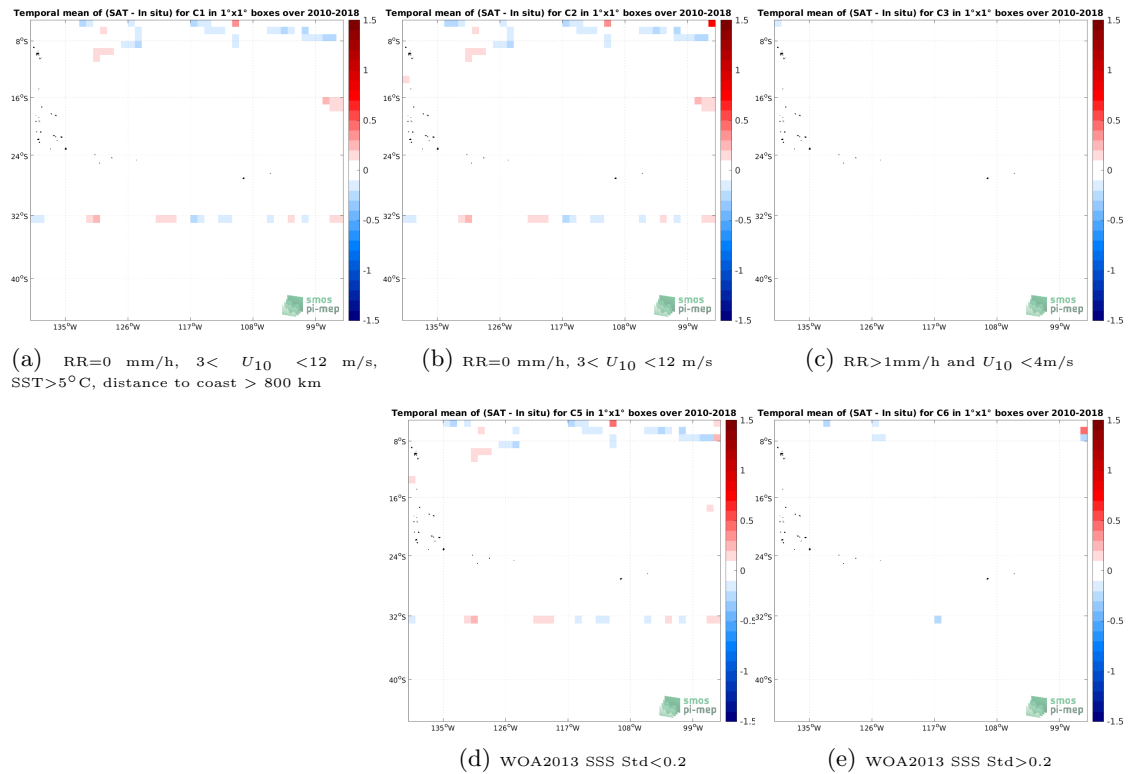 Temporal mean of (SAT - In situ) for C1 in 1°x1° boxes over 2010-2018
8°S
16°S
24°S
32°S
40°S
135°W
126°W
117°W
108°W
99°W
1.5
1
0.5
0
-0.5
-1
-1.5
smos
pi-mep
(a) RR=0 mm/h, 3< U10 <12 m/s,
SST>5°C, distance to coast > 800 km
Temporal mean of (SAT - In situ) for C2 in 1°x1° boxes over 2010-2018
8°S
16°S
24°S
32°S
40°S
135°W
126°W
117°W
108°W
99°W
1.5
1
0.5
0
-0.5
-1
-1.5
smos
pi-mep
(b) RR=0 mm/h, 3< U10 <12 m/s
Temporal mean of (SAT - In situ) for C3 in 1°x1° boxes over 2010-2018
8°S
16°S
24°S
32°S
40°S
135°W
126°W
117°W
108°W
99°W
1.5
1
0.5
0
-0.5
-1
-1.5
smos
pi-mep
(c) RR>1mm/h and U10 <4m/s
Temporal mean of (SAT - In situ) for C5 in 1°x1° boxes over 2010-2018
8°S
16°S
24°S
32°S
40°S
135°W
126°W
117°W
108°W
99°W
1.5
1
0.5
0
-0.5
-1
-1.5
smos
pi-mep
(d) WOA2013 SSS Std<0.2
Temporal mean of (SAT - In situ) for C6 in 1°x1° boxes over 2010-2018
8°S
16°S
24°S
32°S
40°S
135°W
126°W
117°W
108°W
99°W
1.5
1
0.5
0
-0.5
-1
-1.5
smos
pi-mep
(e) WOA2013 SSS Std>0.2